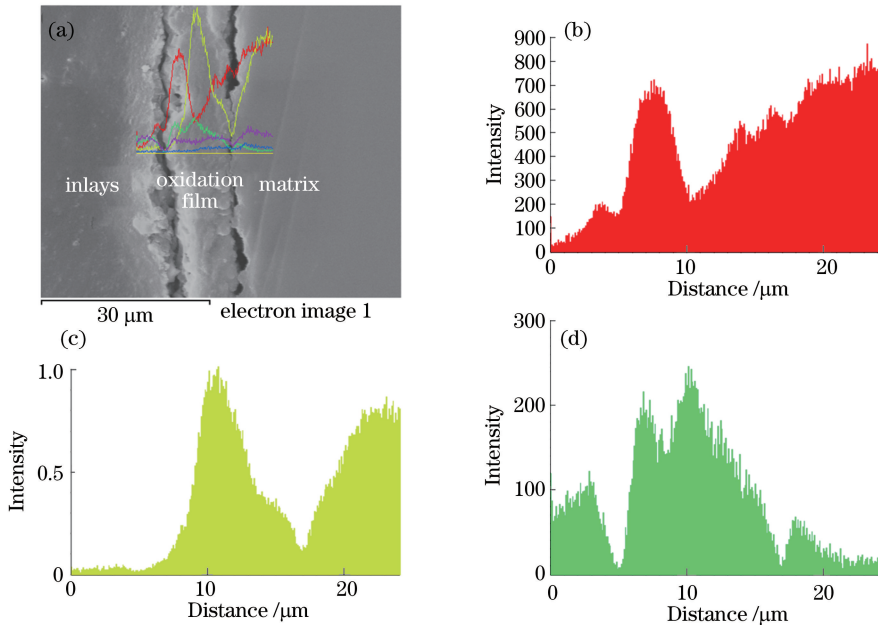 (a)
inlays
oxidation
film
matrix
30 μm
electron image 1
(b)
900
800
700
600
500
400
300
200
100
0
Intensity
0
10
20
Distance /μm
(c)
1.0
0.5
0
Intensity
0
10
20
Distance /μm
(d)
300
200
100
0
Intensity
0
10
20
Distance /μm